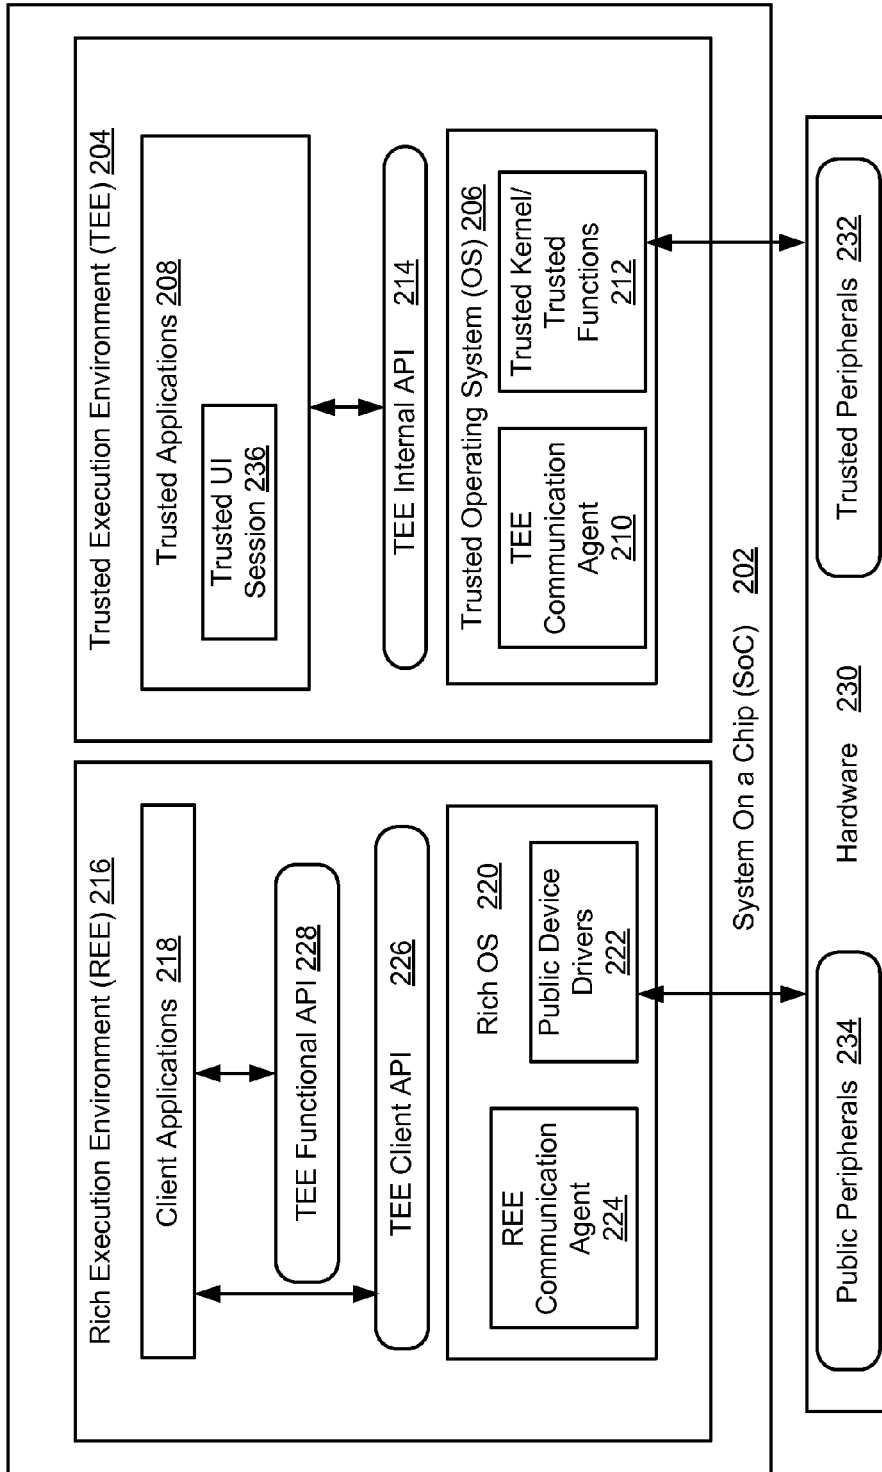 Rich Execution Environment (REE) 216
Client Applications 218
TEE Functional API 228
TEE Client API 226
Rich OS 220
REE
Communication
Agent
224
Public Device
Drivers
222
Trusted Execution Environment (TEE) 204
Trusted Applications 208
Trusted UI
Session 236
TEE Internal API 214
Trusted Operating System (OS) 206
TEE
Communication
Agent
210
Trusted Kernel/
Trusted
Functions
212
System On a Chip (SoC) 202
Public Peripherals 234
Hardware 230
Trusted Peripherals 232